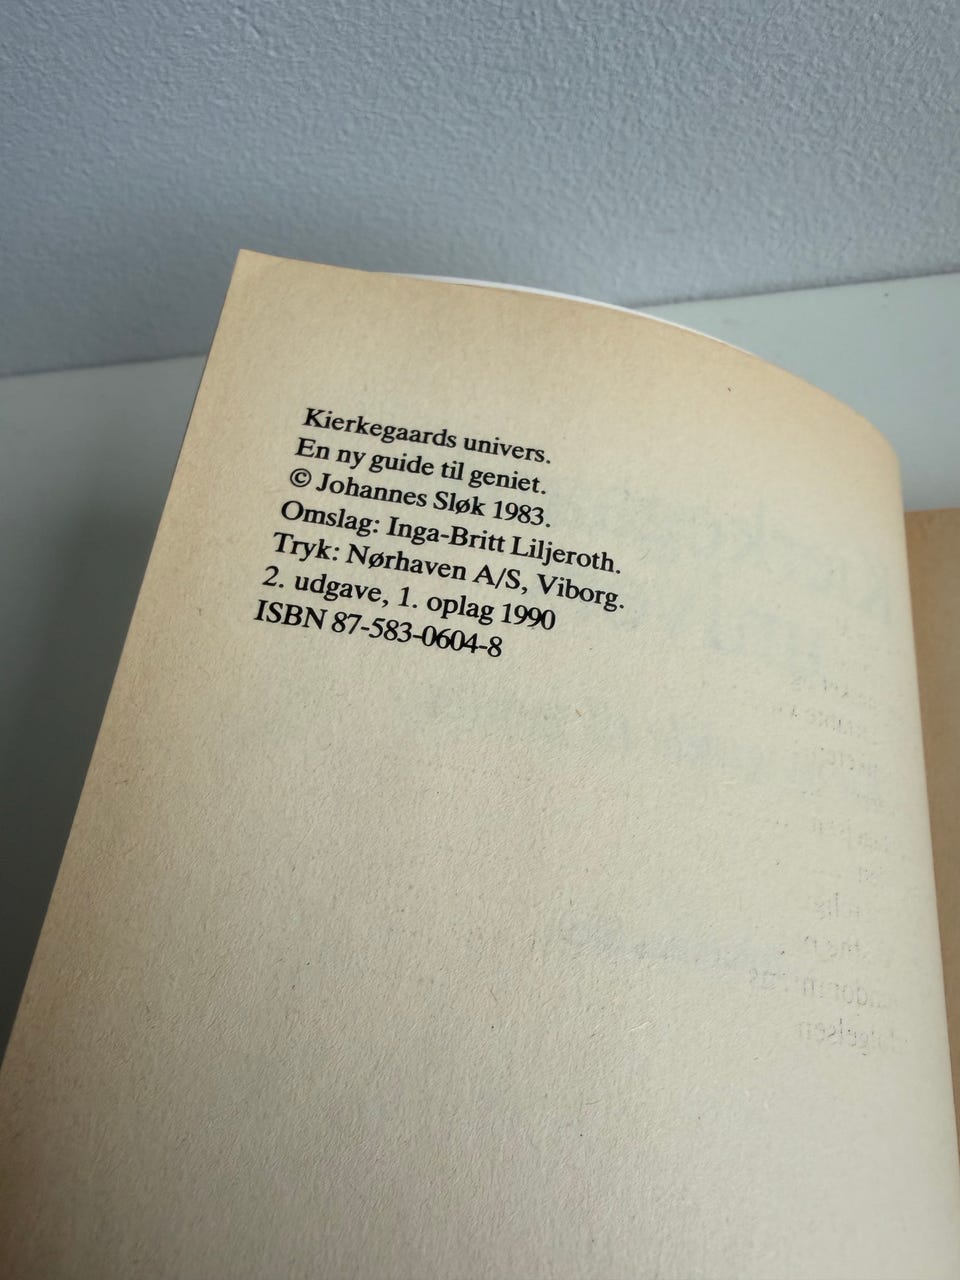 Kierkegaards univers.
En ny guide til geniet.
© Johannes Sløk 1983.
Omslag: Inga-Britt Liljeroth.
Tryk: Nørhaven A/S, Viborg.
2. udgave, 1. oplag 1990
ISBN 87-583-0604-8